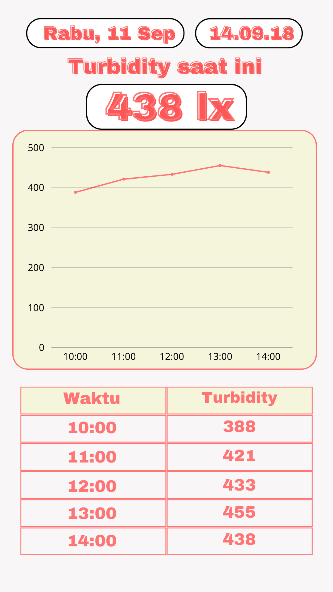 Rabu, 11 Sep 14.09.18
Turbidity saat ini
438 lx
500
400
300
200
100
0
10:00 11:00 12:00 13:00 14:00
Waktu Turbidity
10:00 388
11:00 421
12:00 433
13:00 455
14:00 438